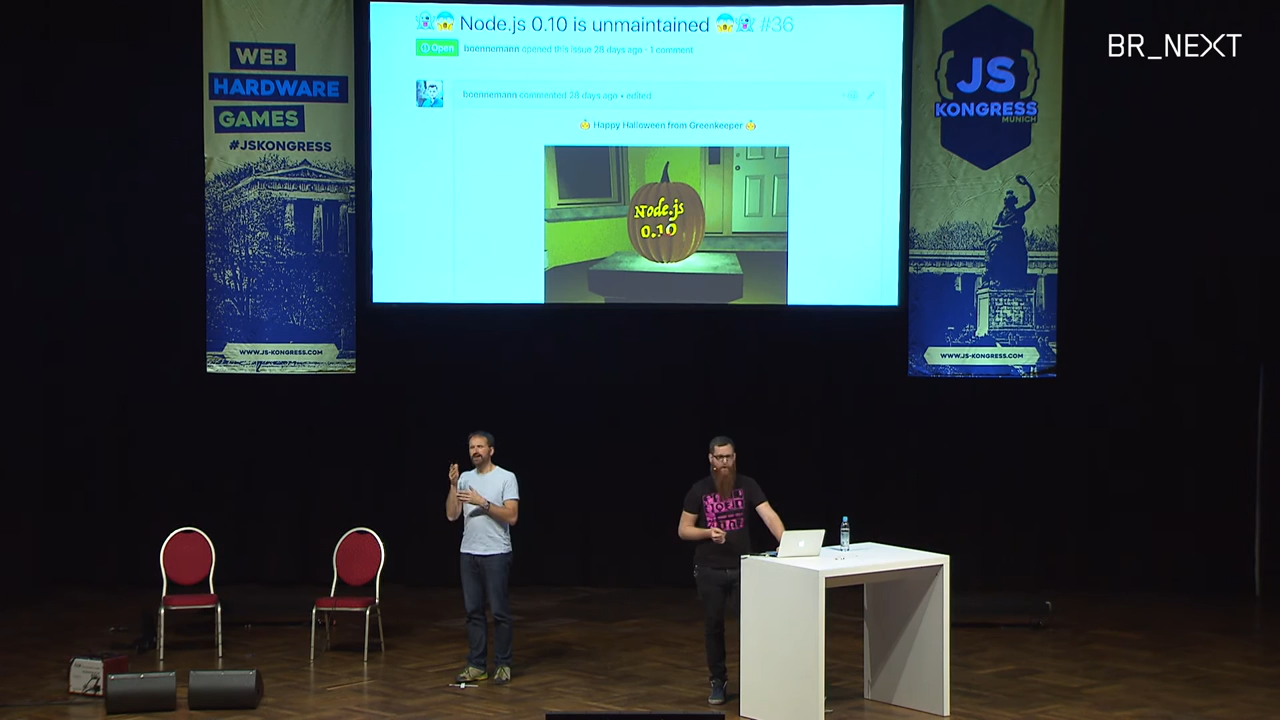 WEB
HARDWARE
GAMES
#JSKONGRESS
WWW.JS-KONGRESS.COM
Node.js 0.10 is unmaintained #36
Open boennemann opened this issue 28 days ago · 1 comment
boennemann commented 28 days ago • edited
Happy Halloween from Greenkeeper
Node.js
0.10
{JS}
KONGRESS
MUNICH
WWW.JS-KONGRESS.COM
BR_NEXT